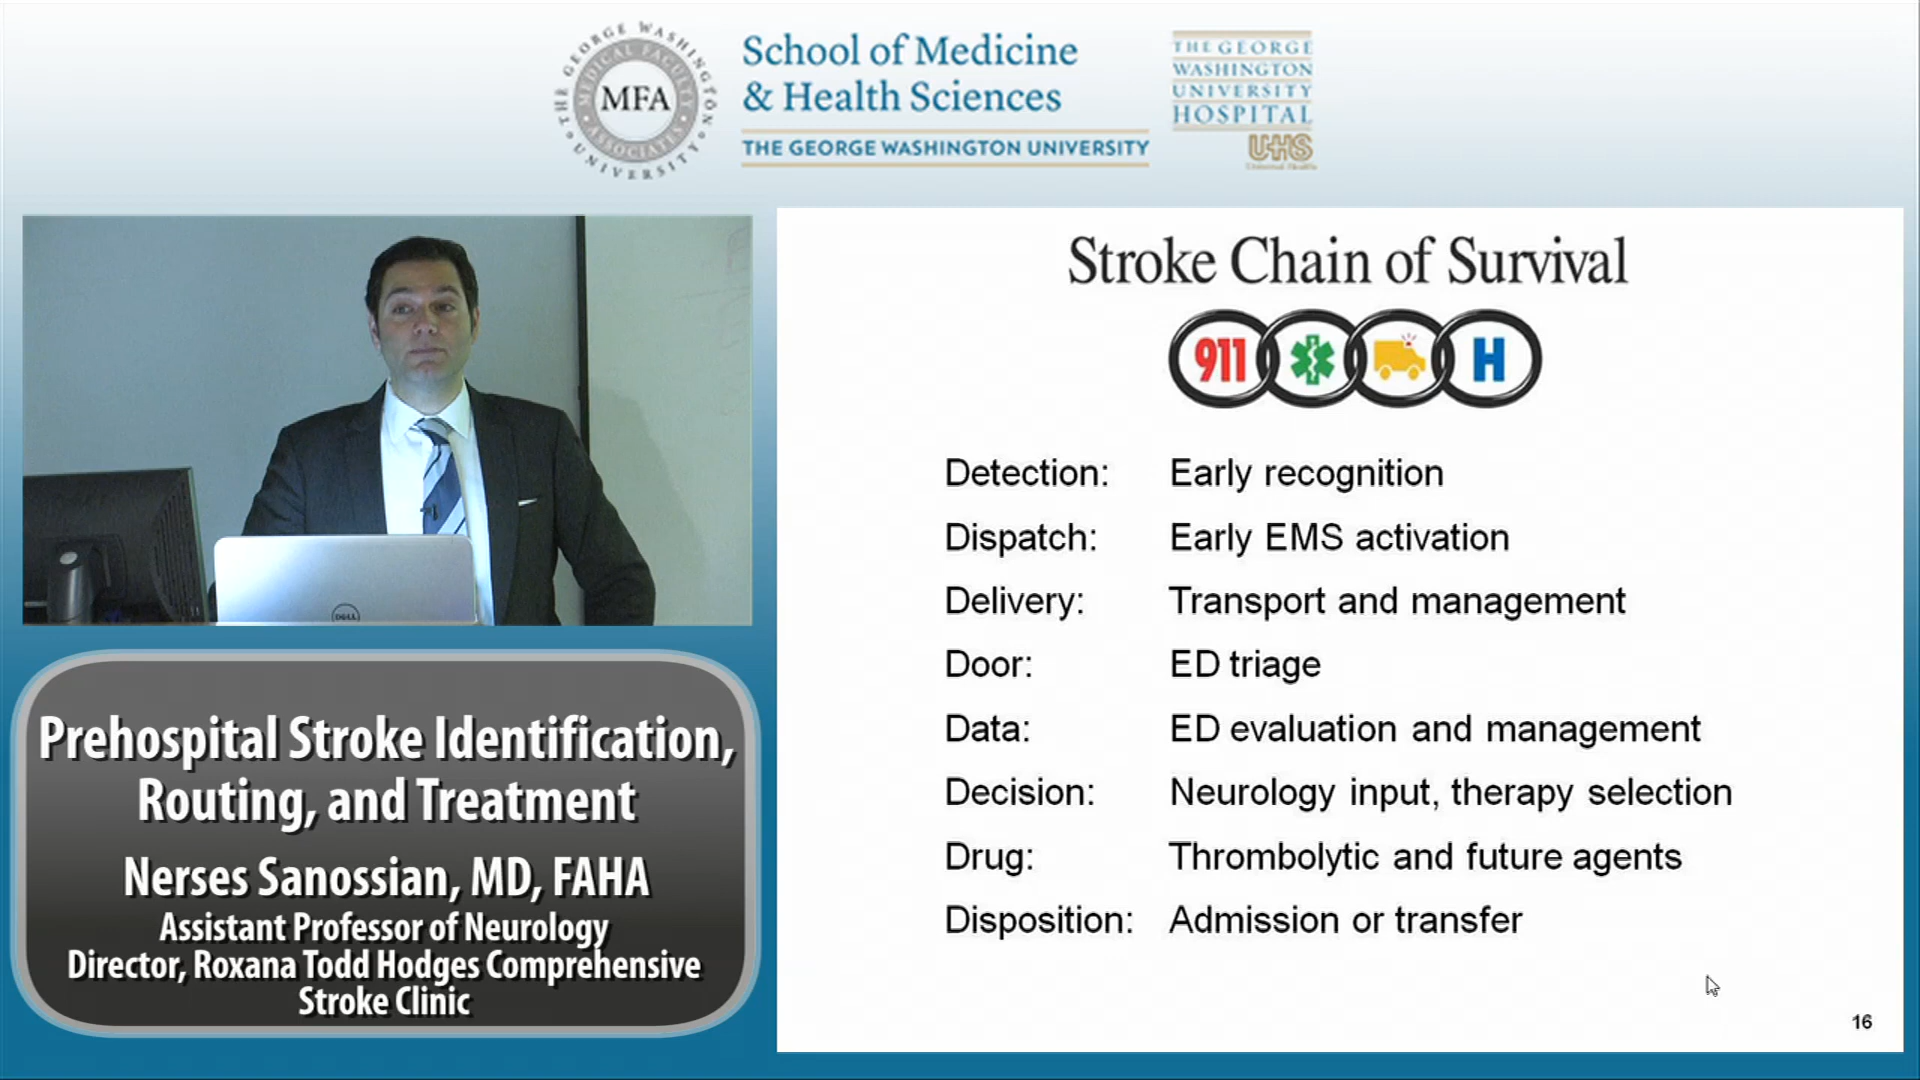 THE GEORGE WASHINGTON UNIVERSITY
MEDICAL FACULTY ASSOCIATES
MFA
School of Medicine
& Health Sciences
THE GEORGE WASHINGTON UNIVERSITY
THE GEORGE
WASHINGTON
UNIVERSITY
HOSPITAL
UHS
DELL
Prehospital Stroke Identification,
Routing, and Treatment
Nerses Sanossian, MD, FAHA
Assistant Professor of Neurology
Director, Roxana Todd Hodges Comprehensive
Stroke Clinic
Stroke Chain of Survival
911 H
Detection: Early recognition
Dispatch: Early EMS activation
Delivery: Transport and management
Door: ED triage
Data: ED evaluation and management
Decision: Neurology input, therapy selection
Drug: Thrombolytic and future agents
Disposition: Admission or transfer
16